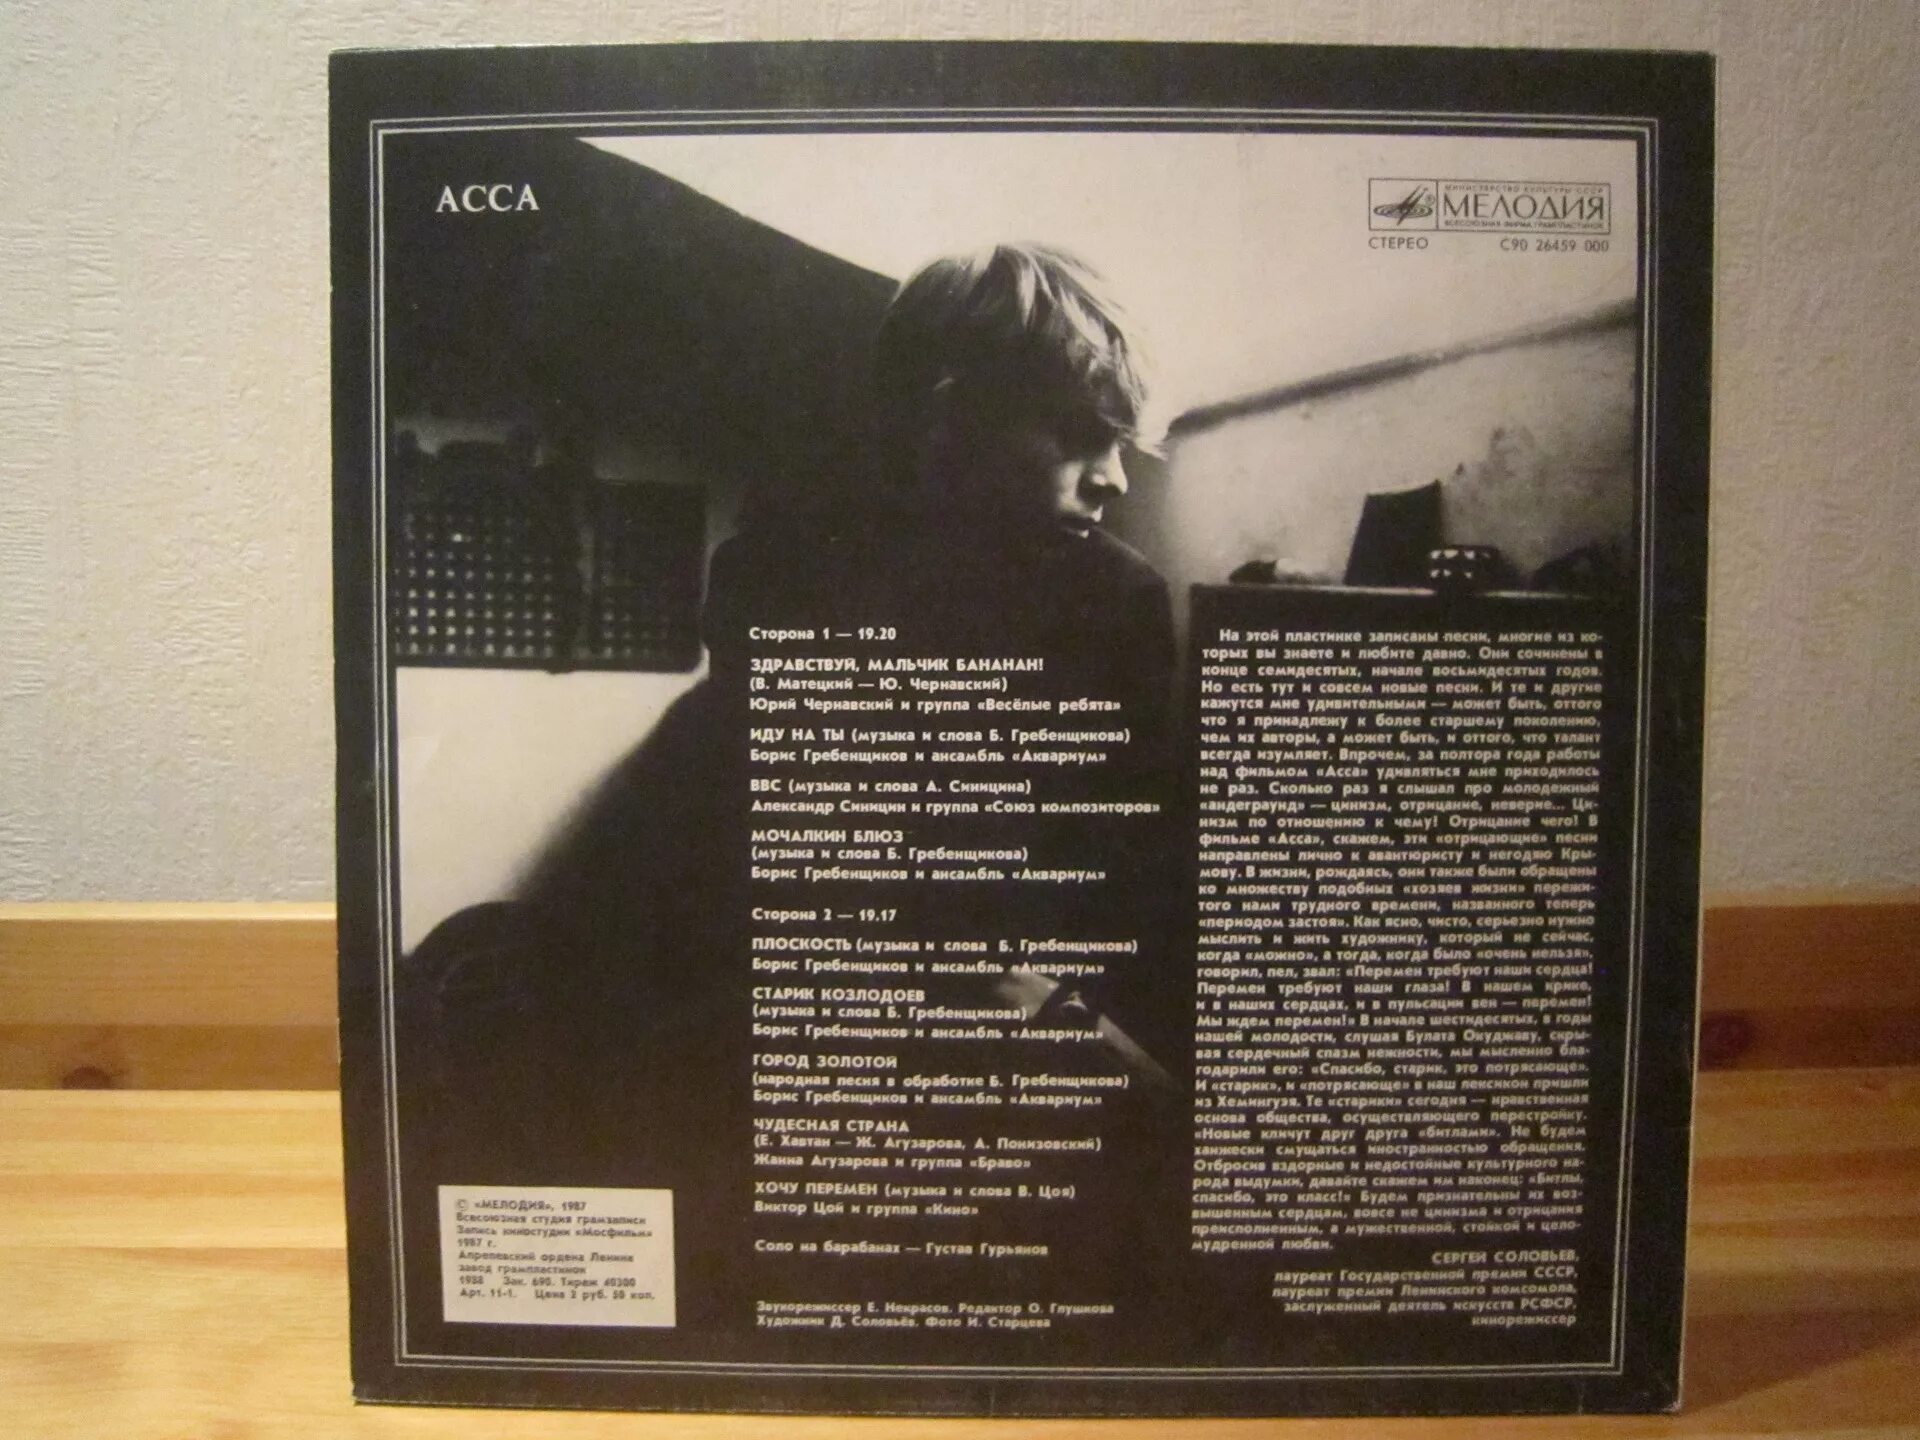 АССА
МИНИСТЕРСТВО КУЛЬТУРЫ СССР
МЕЛОДИЯ
ВСЕСОЮЗНАЯ ФИРМА ГРАМПЛАСТИНОК
СТЕРЕО С90 26459 000
Сторона 1 — 19.20
ЗДРАВСТВУЙ, МАЛЬЧИК БАНАНАН!
(В. Матецкий — Ю. Чернавский)
Юрий Чернавский и группа «Весёлые ребята»
ИДУ НА ТЫ (музыка и слова Б. Гребенщикова)
Борис Гребенщиков и ансамбль «Аквариум»
ВВС (музыка и слова А. Синицина)
Александр Синицин и группа «Союз композиторов»
МОЧАЛКИН БЛЮЗ
(музыка и слова Б. Гребенщикова)
Борис Гребенщиков и ансамбль «Аквариум»
Сторона 2 — 19.17
ПЛОСКОСТЬ (музыка и слова Б. Гребенщикова)
Борис Гребенщиков и ансамбль «Аквариум»
СТАРИК КОЗЛОДОЕВ
(музыка и слова Б. Гребенщикова)
Борис Гребенщиков и ансамбль «Аквариум»
ГОРОД ЗОЛОТОЙ
(народная песня в обработке Б. Гребенщикова)
Борис Гребенщиков и ансамбль «Аквариум»
ЧУДЕСНАЯ СТРАНА
(Е. Хавтан — Ж. Агузарова, А. Понизовский)
Жанна Агузарова и группа «Браво»
ХОЧУ ПЕРЕМЕН (музыка и слова В. Цоя)
Виктор Цой и группа «Кино»
Соло на барабанах — Густав Гурьянов
Звукорежиссер Е. Некрасов. Редактор О. Глушкова
Художник Д. Соловьёв. Фото И. Старцева
На этой пластинке записаны песни, многие из ко-
торых вы знаете и любите давно. Они сочинены в
конце семидесятых, начале восьмидесятых годов.
Но есть тут и совсем новые песни. И те и другие
кажутся мне удивительными — может быть, оттого
что я принадлежу к более старшему поколению,
чем их авторы, а может быть, и оттого, что талант
всегда изумляет. Впрочем, за полтора года работы
над фильмом «Асса» удивляться мне приходилось
не раз. Сколько раз я слышал про молодежный
«андеграунд» — цинизм, отрицание, неверие... Ци-
низм по отношению к чему! Отрицание чего! В
фильме «Асса», скажем, эти «отрицающие» песни
направлены лично к авантюристу и негодяю Кры-
мову. В жизни, рождаясь, они также были обращены
ко множеству подобных «хозяев жизни» пережи-
того нами трудного времени, названного теперь
«периодом застоя». Как ясно, чисто, серьезно нужно
мыслить и жить художнику, который не сейчас,
когда «можно», а тогда, когда было «очень нельзя»,
говорил, пел, звал: «Перемен требуют наши сердца!
Перемен требуют наши глаза! В нашем крике,
и в наших сердцах, и в пульсации вен — перемен!
Мы ждем перемен!» В начале шестидесятых, в годы
нашей молодости, слушая Булата Окуджаву, скры-
вая сердечный спазм нежности, мы мысленно бла-
годарили его: «Спасибо, старик, это потрясающе».
И «старик», и «потрясающе» в наш лексикон пришли
из Хемингуэя. Те «старики» сегодня — нравственная
основа общества, осуществляющего перестройку.
«Новые кличут друг друга «битлами». Не будем
ханжески смущаться иностранностью обращения.
Отбросив вздорные и недостойные культурного на-
рода выдумки, давайте скажем им наконец: «Битлы,
спасибо, это класс!» Будем признательны их воз-
вышенным сердцам, вовсе не цинизма и отрицания
преисполненным, а мужественной, стойкой и цело-
мудренной любви.
СЕРГЕЙ СОЛОВЬЕВ,
лауреат Государственной премии СССР,
лауреат премии Ленинского комсомола,
заслуженный деятель искусств РСФСР,
кинорежиссер
© «МЕЛОДИЯ», 1987
Всесоюзная студия грамзаписи
Запись киностудии «Мосфильм»
1987 г.
Апрелевский ордена Ленина
завод грампластинок
1988 Зак. 690. Тираж 60300
Арт. 11-1. Цена 2 руб. 50 коп.